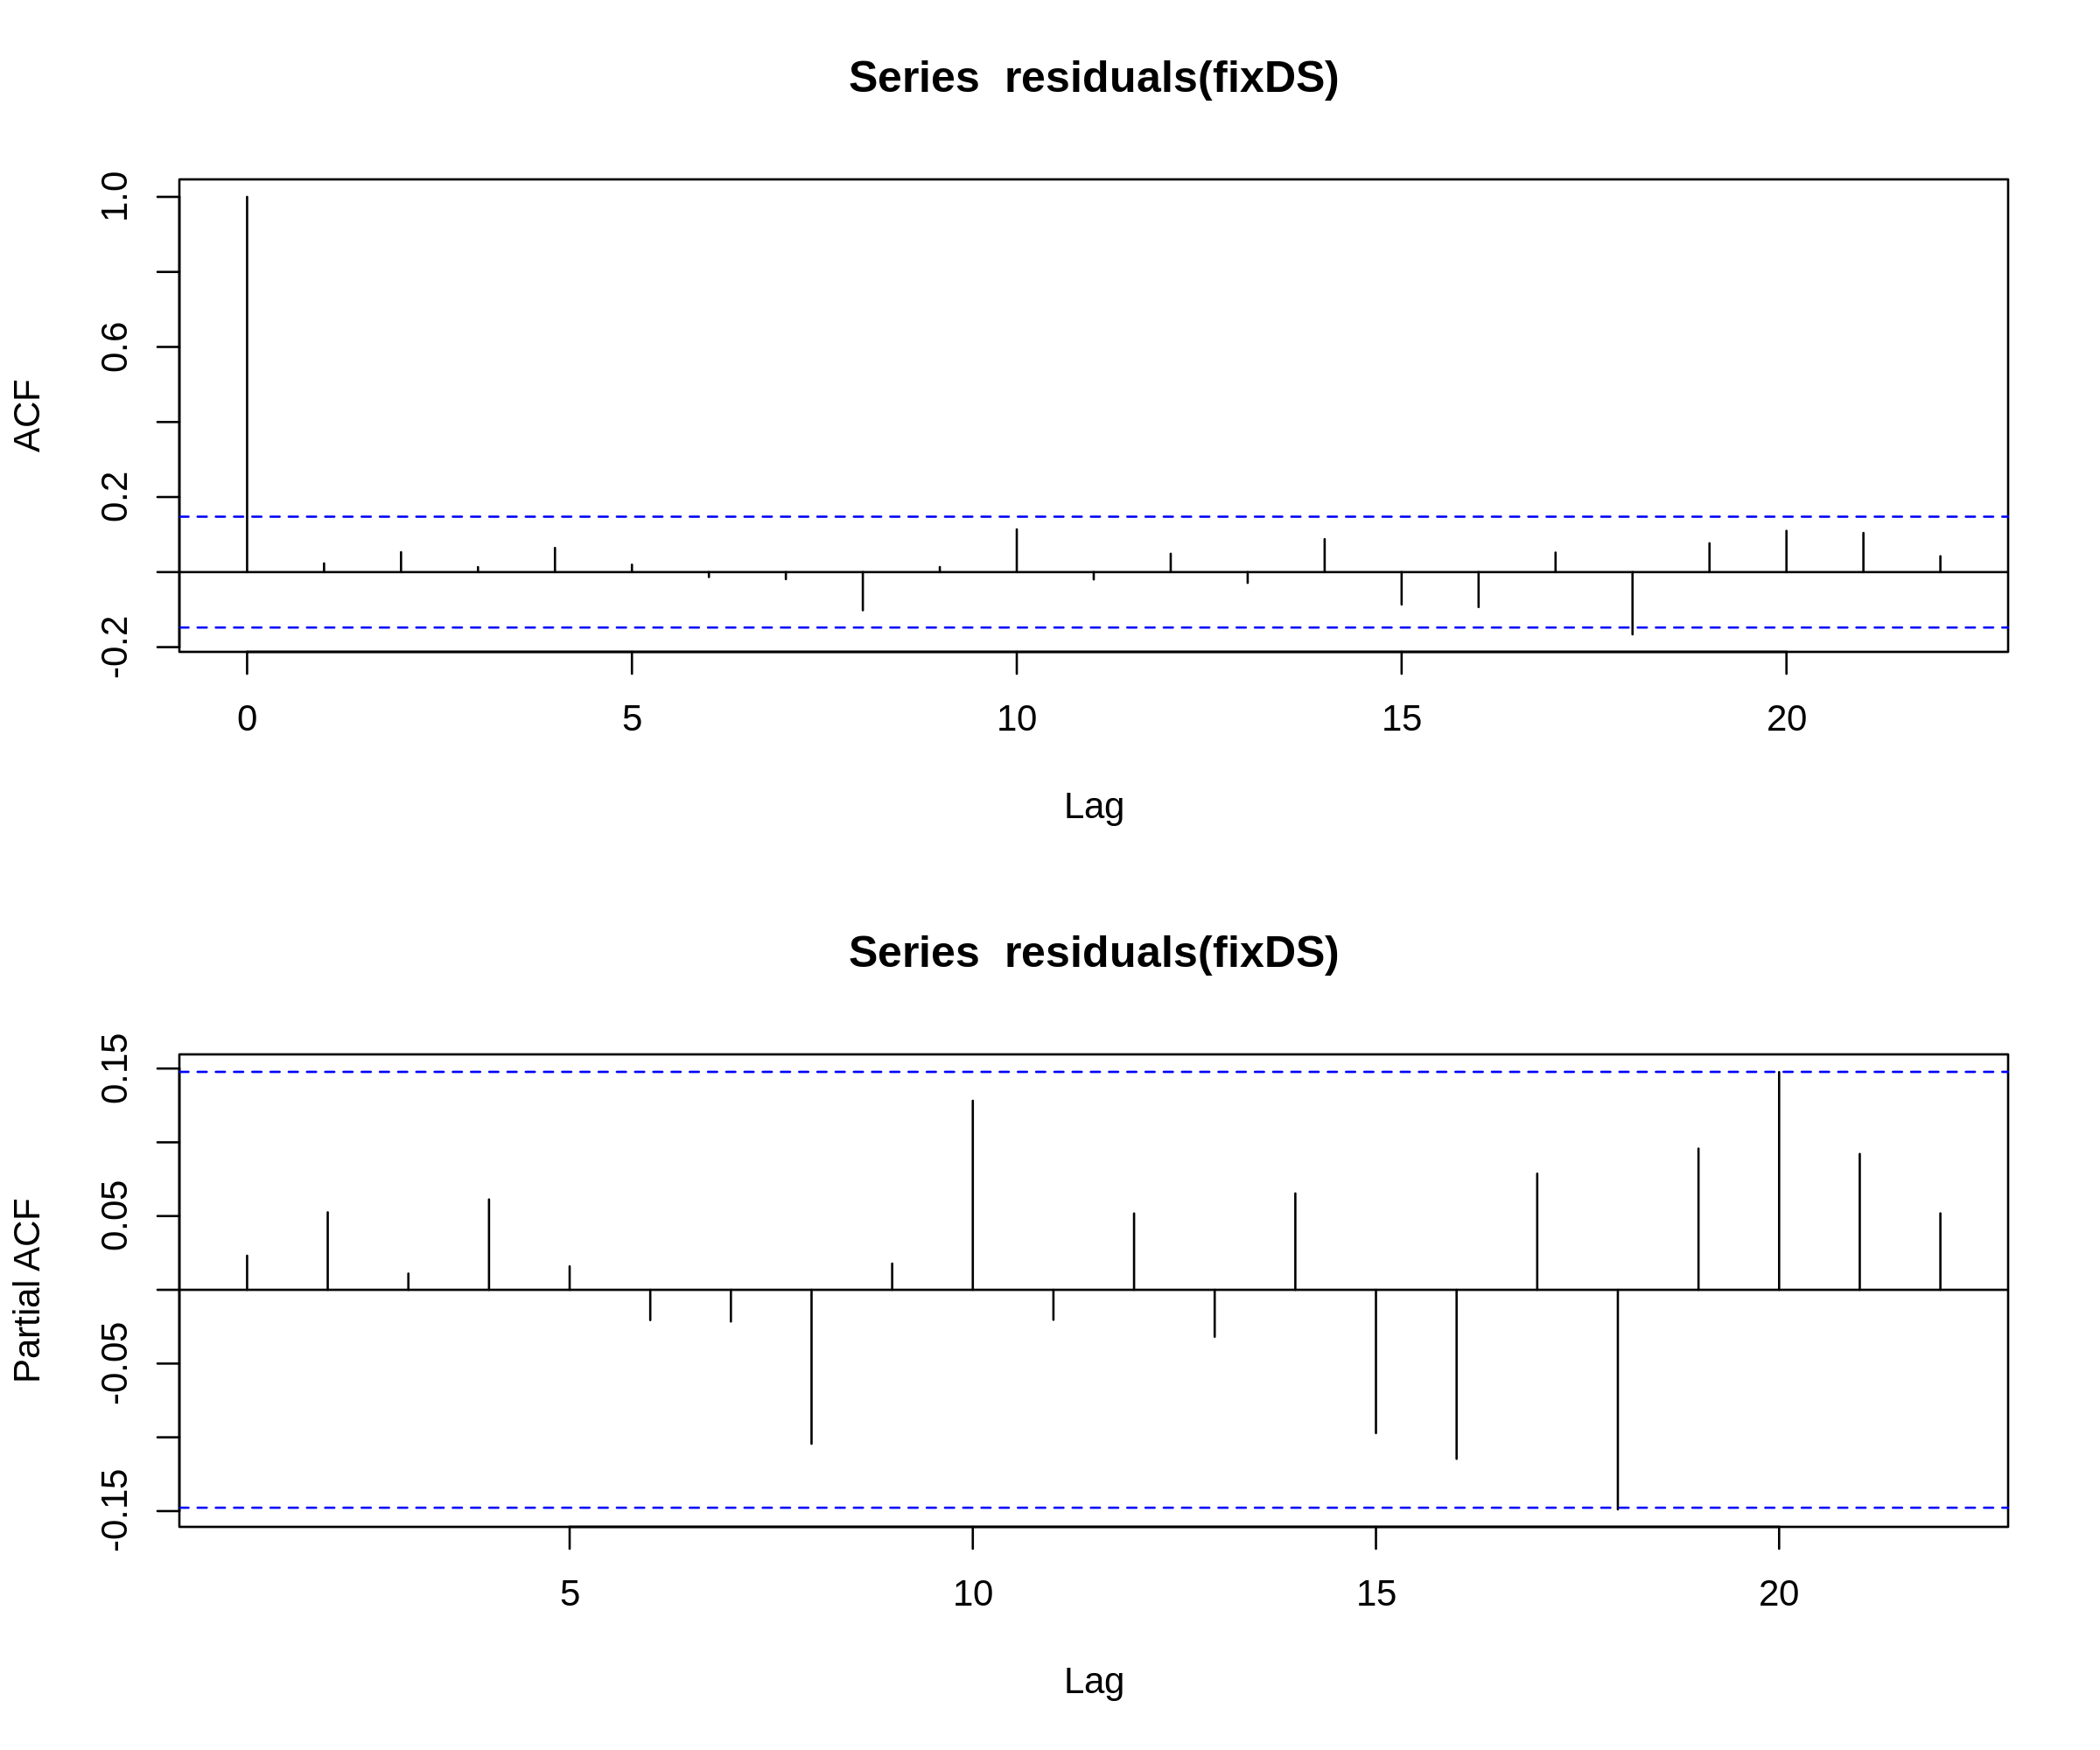 Series  residuals(fixDS)
1.0
0.6
0.2
-0.2
ACF
0 5 10 15 20
Lag
Series  residuals(fixDS)
0.15
0.05
-0.05
-0.15
Partial ACF
5 10 15 20
Lag